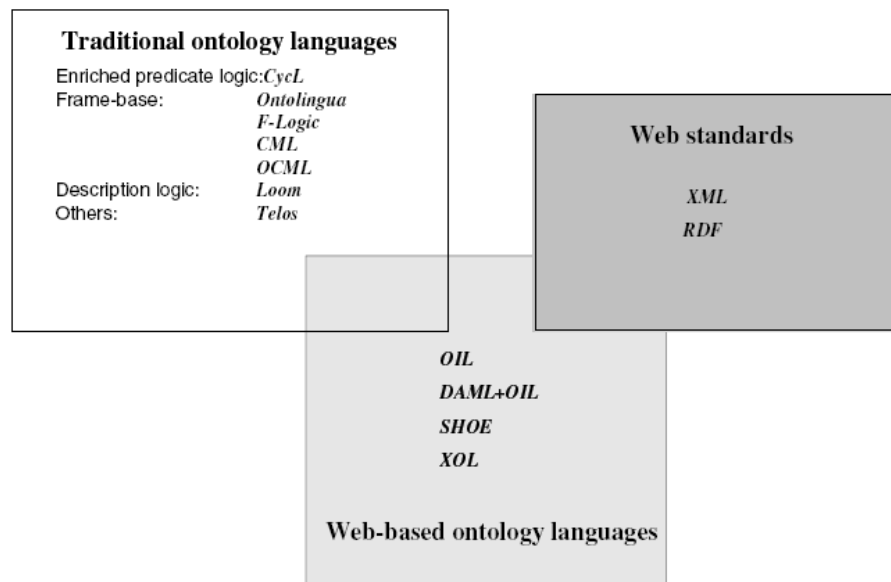 Traditional ontology languages
Enriched predicate logic:CycL
Frame-base: Ontolingua
F-Logic
CML
OCML
Description logic: Loom
Others: Telos
Web standards
XML
RDF
OIL
DAML+OIL
SHOE
XOL
Web-based ontology languages